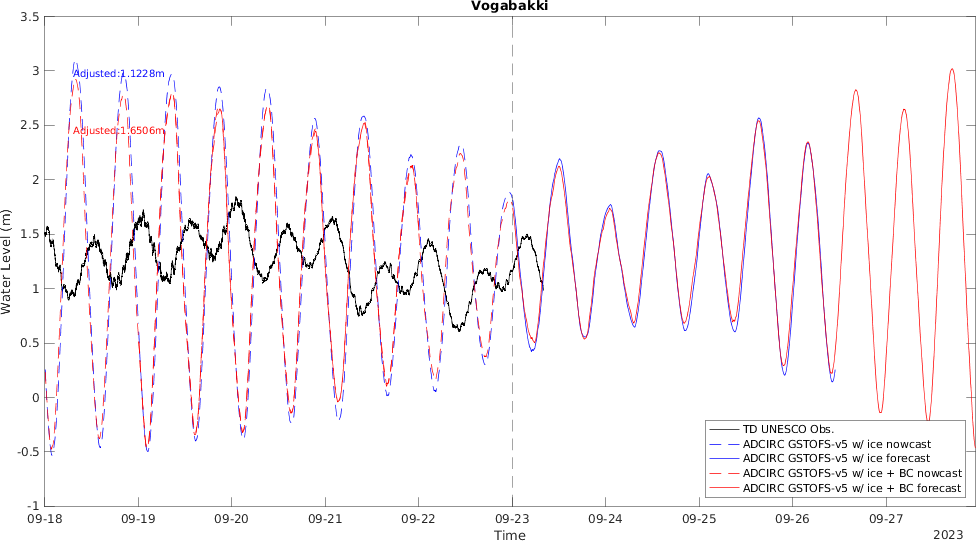 Vogabakki
3.5
3
2.5
2
1.5
1
0.5
0
-0.5
-1
Water Level (m)
Adjusted:1.1228m
Adjusted:1.6506m
TD UNESCO Obs.
ADCIRC GSTOFS-v5 w/ ice nowcast
ADCIRC GSTOFS-v5 w/ ice forecast
ADCIRC GSTOFS-v5 w/ ice + BC nowcast
ADCIRC GSTOFS-v5 w/ ice + BC forecast
09-18 09-19 09-20 09-21 09-22 09-23 09-24 09-25 09-26 09-27
Time
2023